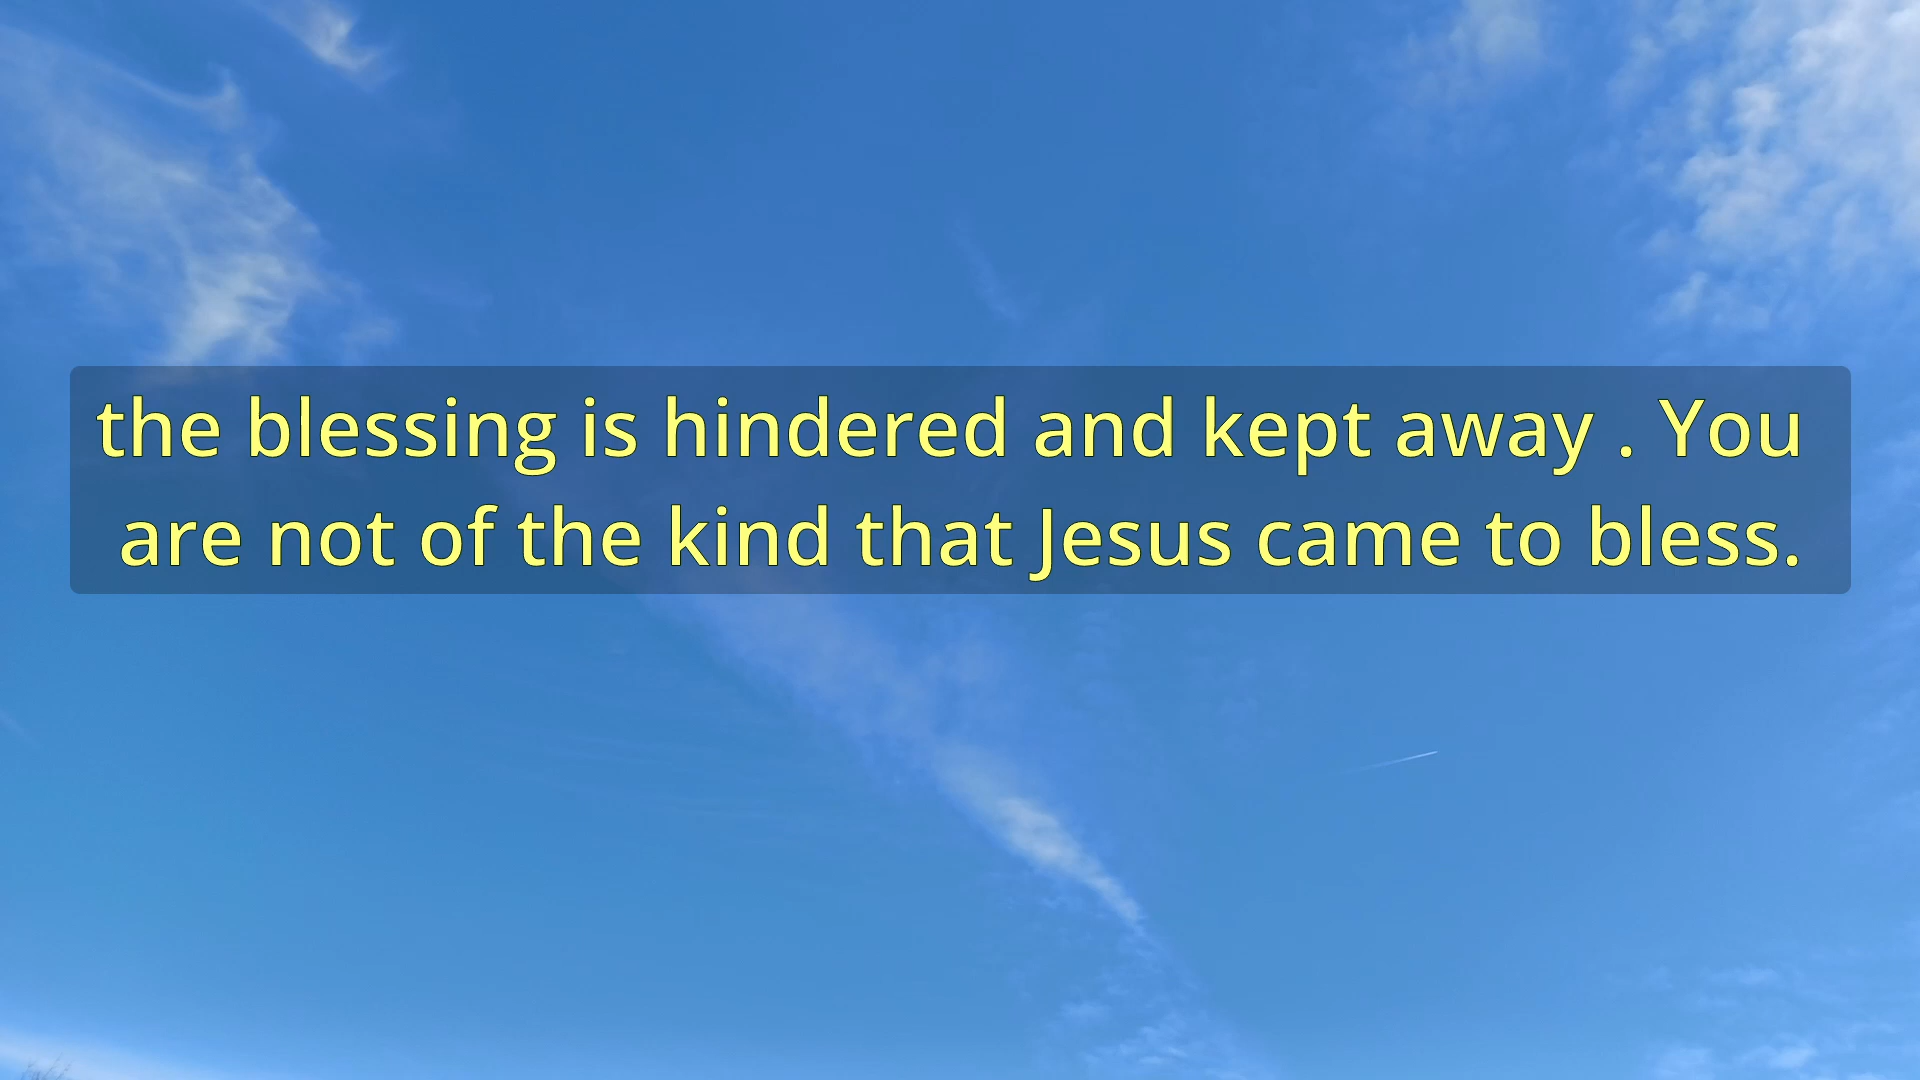 the blessing is hindered and kept away . You
are not of the kind that Jesus came to bless.